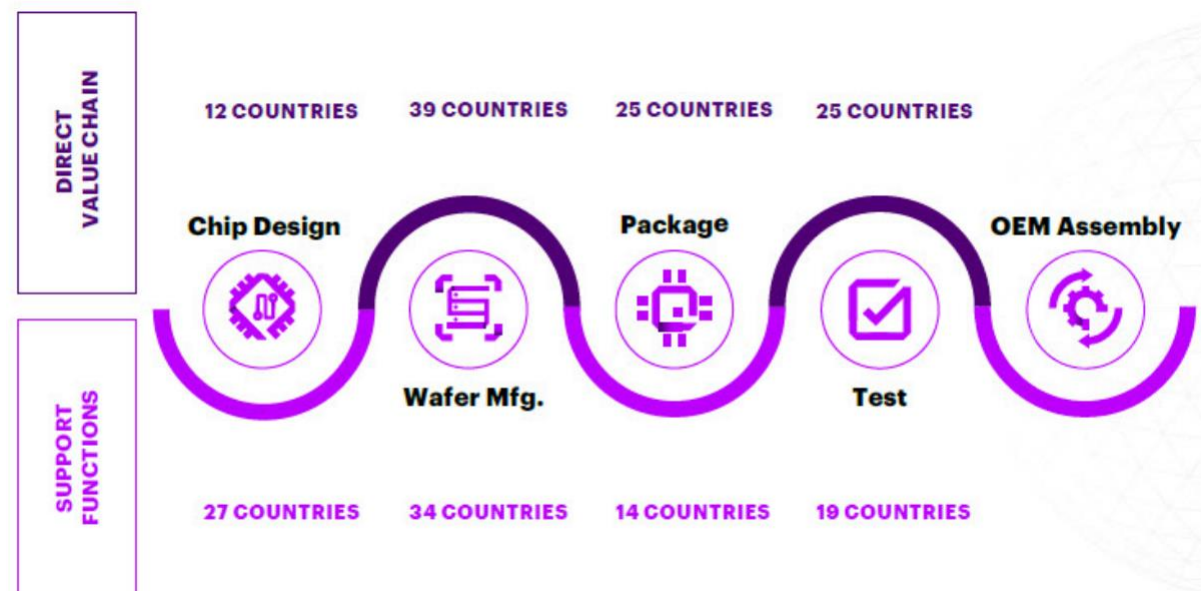 DIRECT
VALUE CHAIN
12 COUNTRIES
39 COUNTRIES
25 COUNTRIES
25 COUNTRIES
Chip Design
Wafer Mfg.
Package
Test
OEM Assembly
SUPPORT
FUNCTIONS
27 COUNTRIES
34 COUNTRIES
14 COUNTRIES
19 COUNTRIES